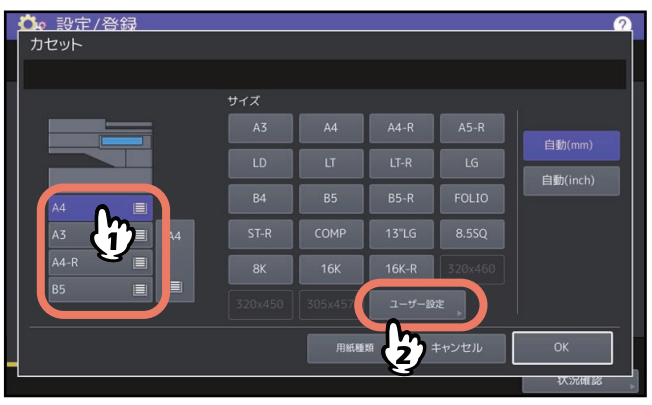 設定/登録 ?
カセット
サイズ
A3 A4 A4-R A5-R
自動(mm)
LD LT LT-R LG
自動(inch)
B4 B5 B5-R FOLIO
A4
1
A3 A4
ST-R COMP 13"LG 8.5SQ
A4-R
8K 16K 16K-R 320x460
B5
320x450 305x457 ユーザー設定
2
用紙種類 キャンセル OK
状況確認